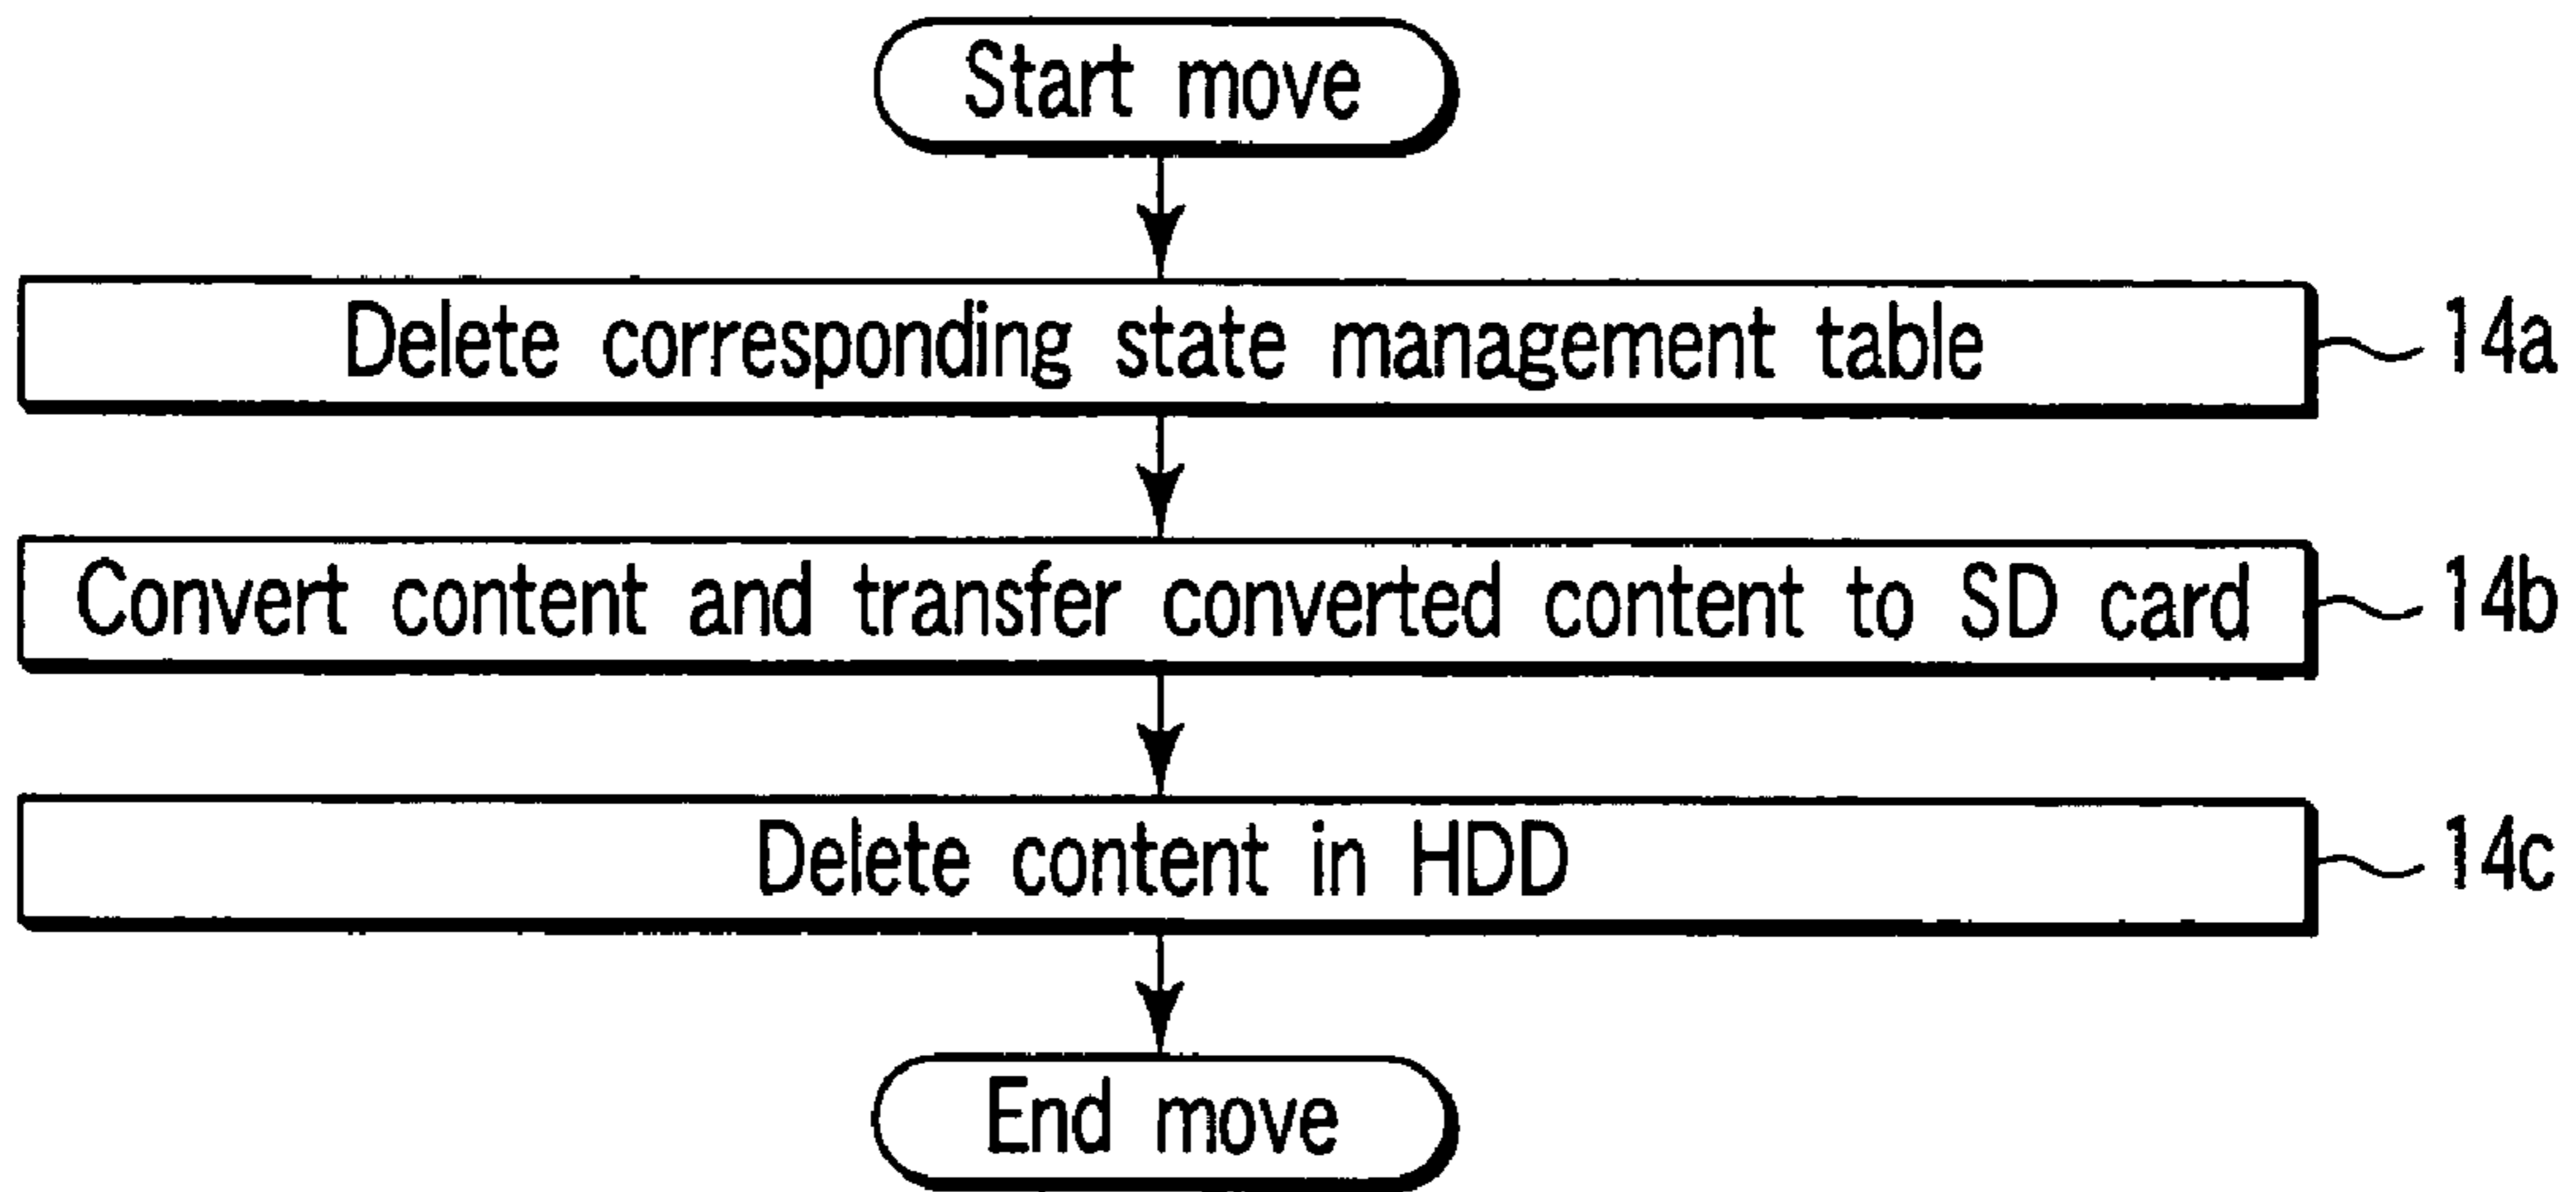 Start move
Delete corresponding state management table
14a
Convert content and transfer converted content to SD card
14b
Delete content in HDD
14c
End move